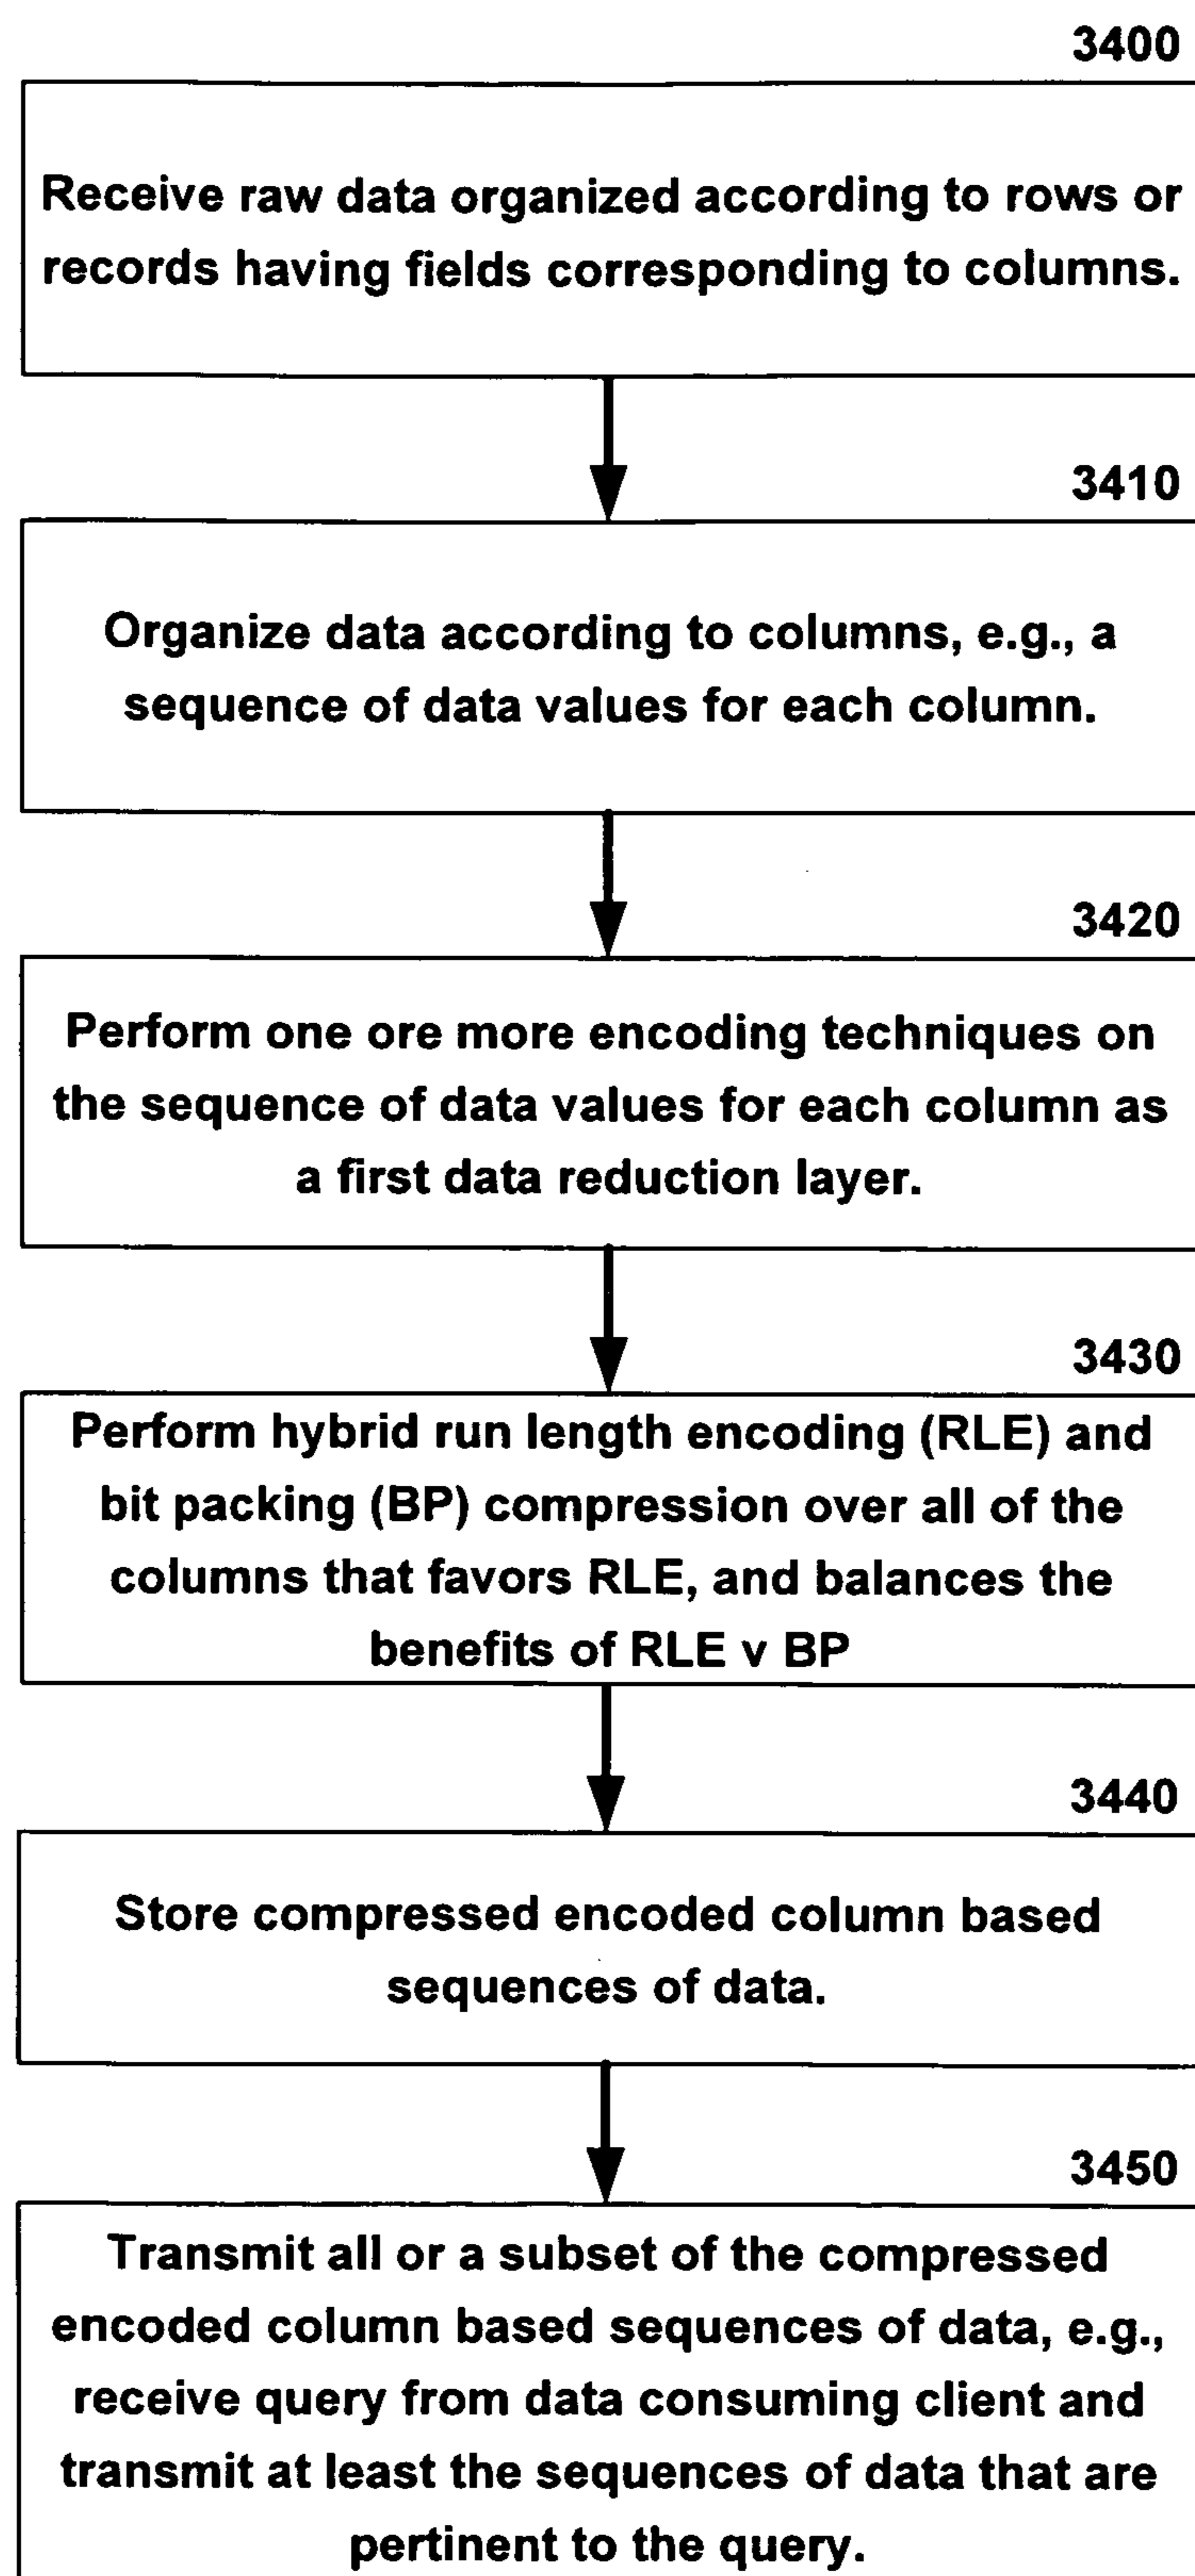 3400
Receive raw data organized according to rows or
records having fields corresponding to columns.
3410
Organize data according to columns, e.g., a
sequence of data values for each column.
3420
Perform one ore more encoding techniques on
the sequence of data values for each column as
a first data reduction layer.
3430
Perform hybrid run length encoding (RLE) and
bit packing (BP) compression over all of the
columns that favors RLE, and balances the
benefits of RLE v BP
3440
Store compressed encoded column based
sequences of data.
3450
Transmit all or a subset of the compressed
encoded column based sequences of data, e.g.,
receive query from data consuming client and
transmit at least the sequences of data that are
pertinent to the query.